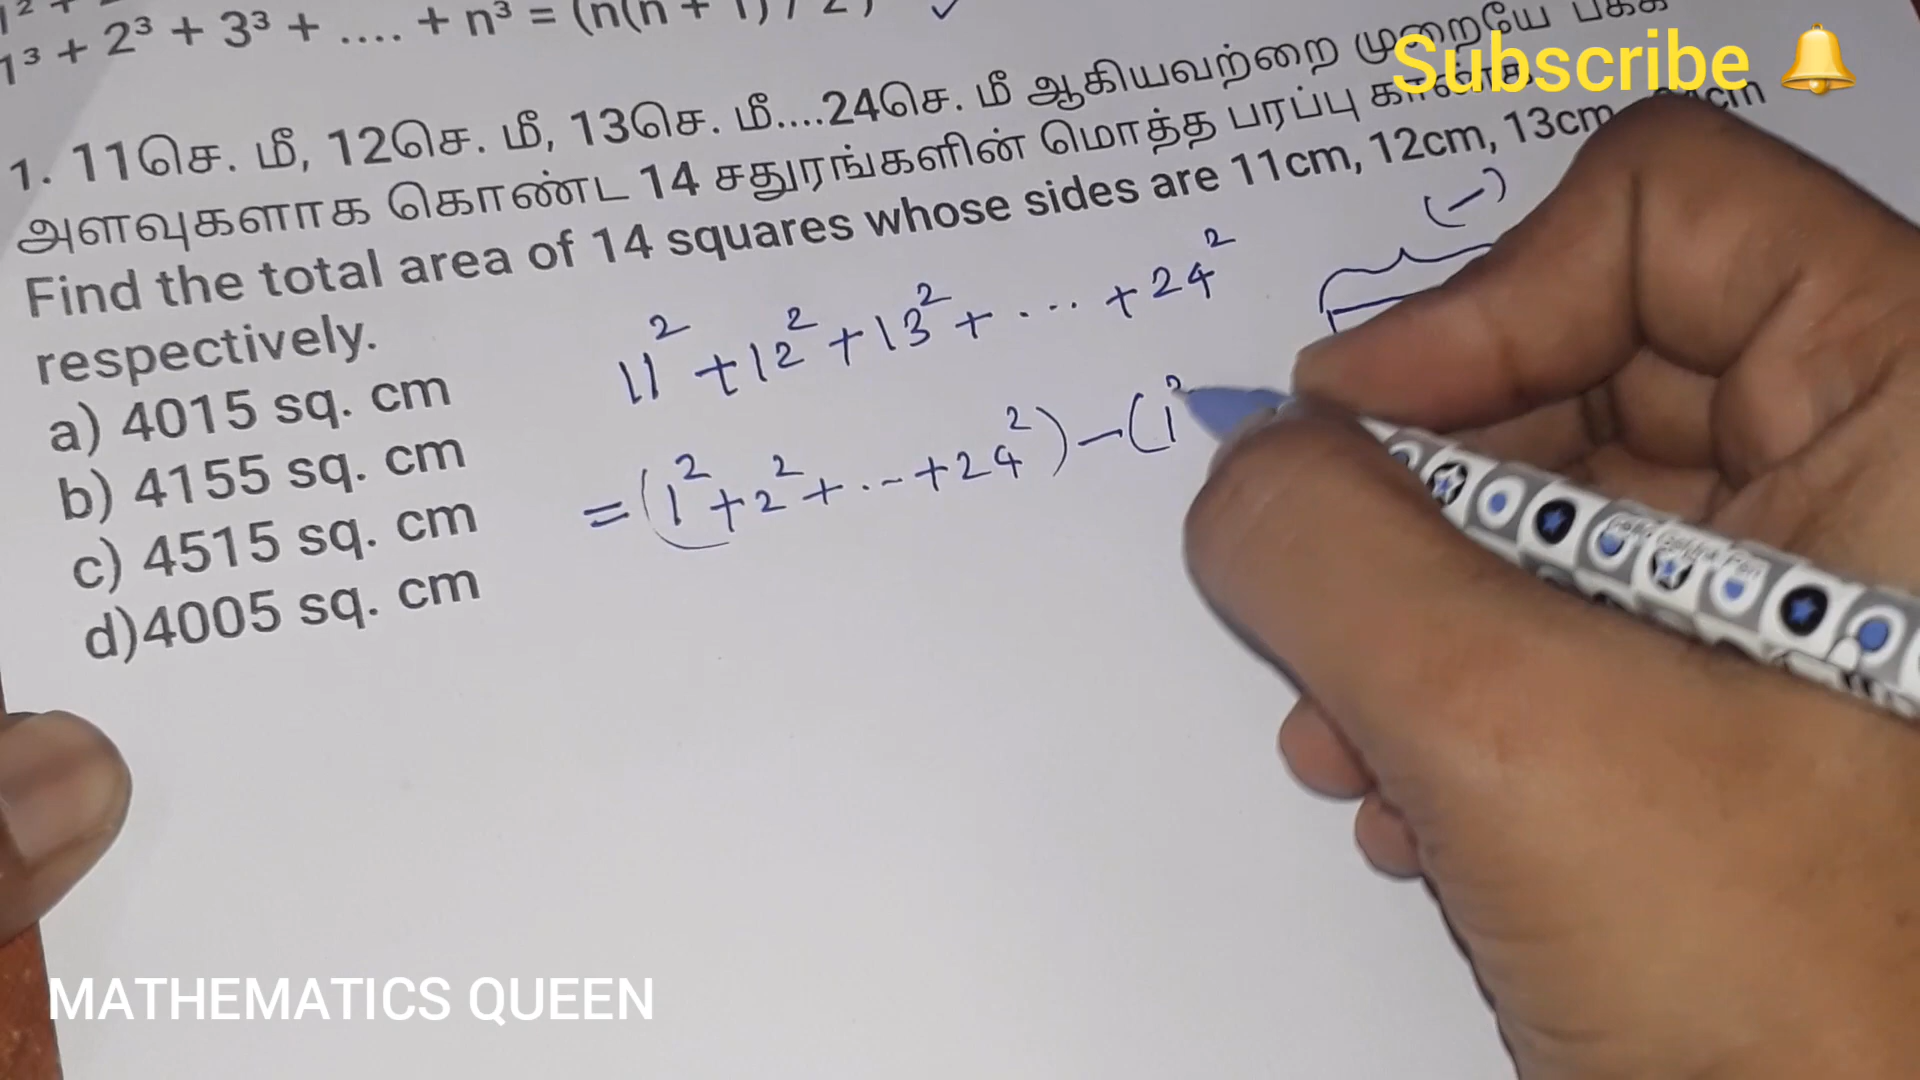 1³ + 2³ + 3³ + .... + n³ = (n(n + 1) / 2)
Subscribe 🔔
1. 11செ. மீ, 12செ. மீ, 13செ. மீ....24செ. மீ ஆகியவற்றை முறையே பக்க
அளவுகளாக கொண்ட 14 சதுரங்களின் மொத்த பரப்பு காண்க
Find the total area of 14 squares whose sides are 11cm, 12cm, 13cm
respectively.
a) 4015 sq. cm
b) 4155 sq. cm
c) 4515 sq. cm
d)4005 sq. cm
(-)
11² + 12² + 13² + ... + 24²
= (1² + 2² + ... + 24²) - (1²
MATHEMATICS QUEEN